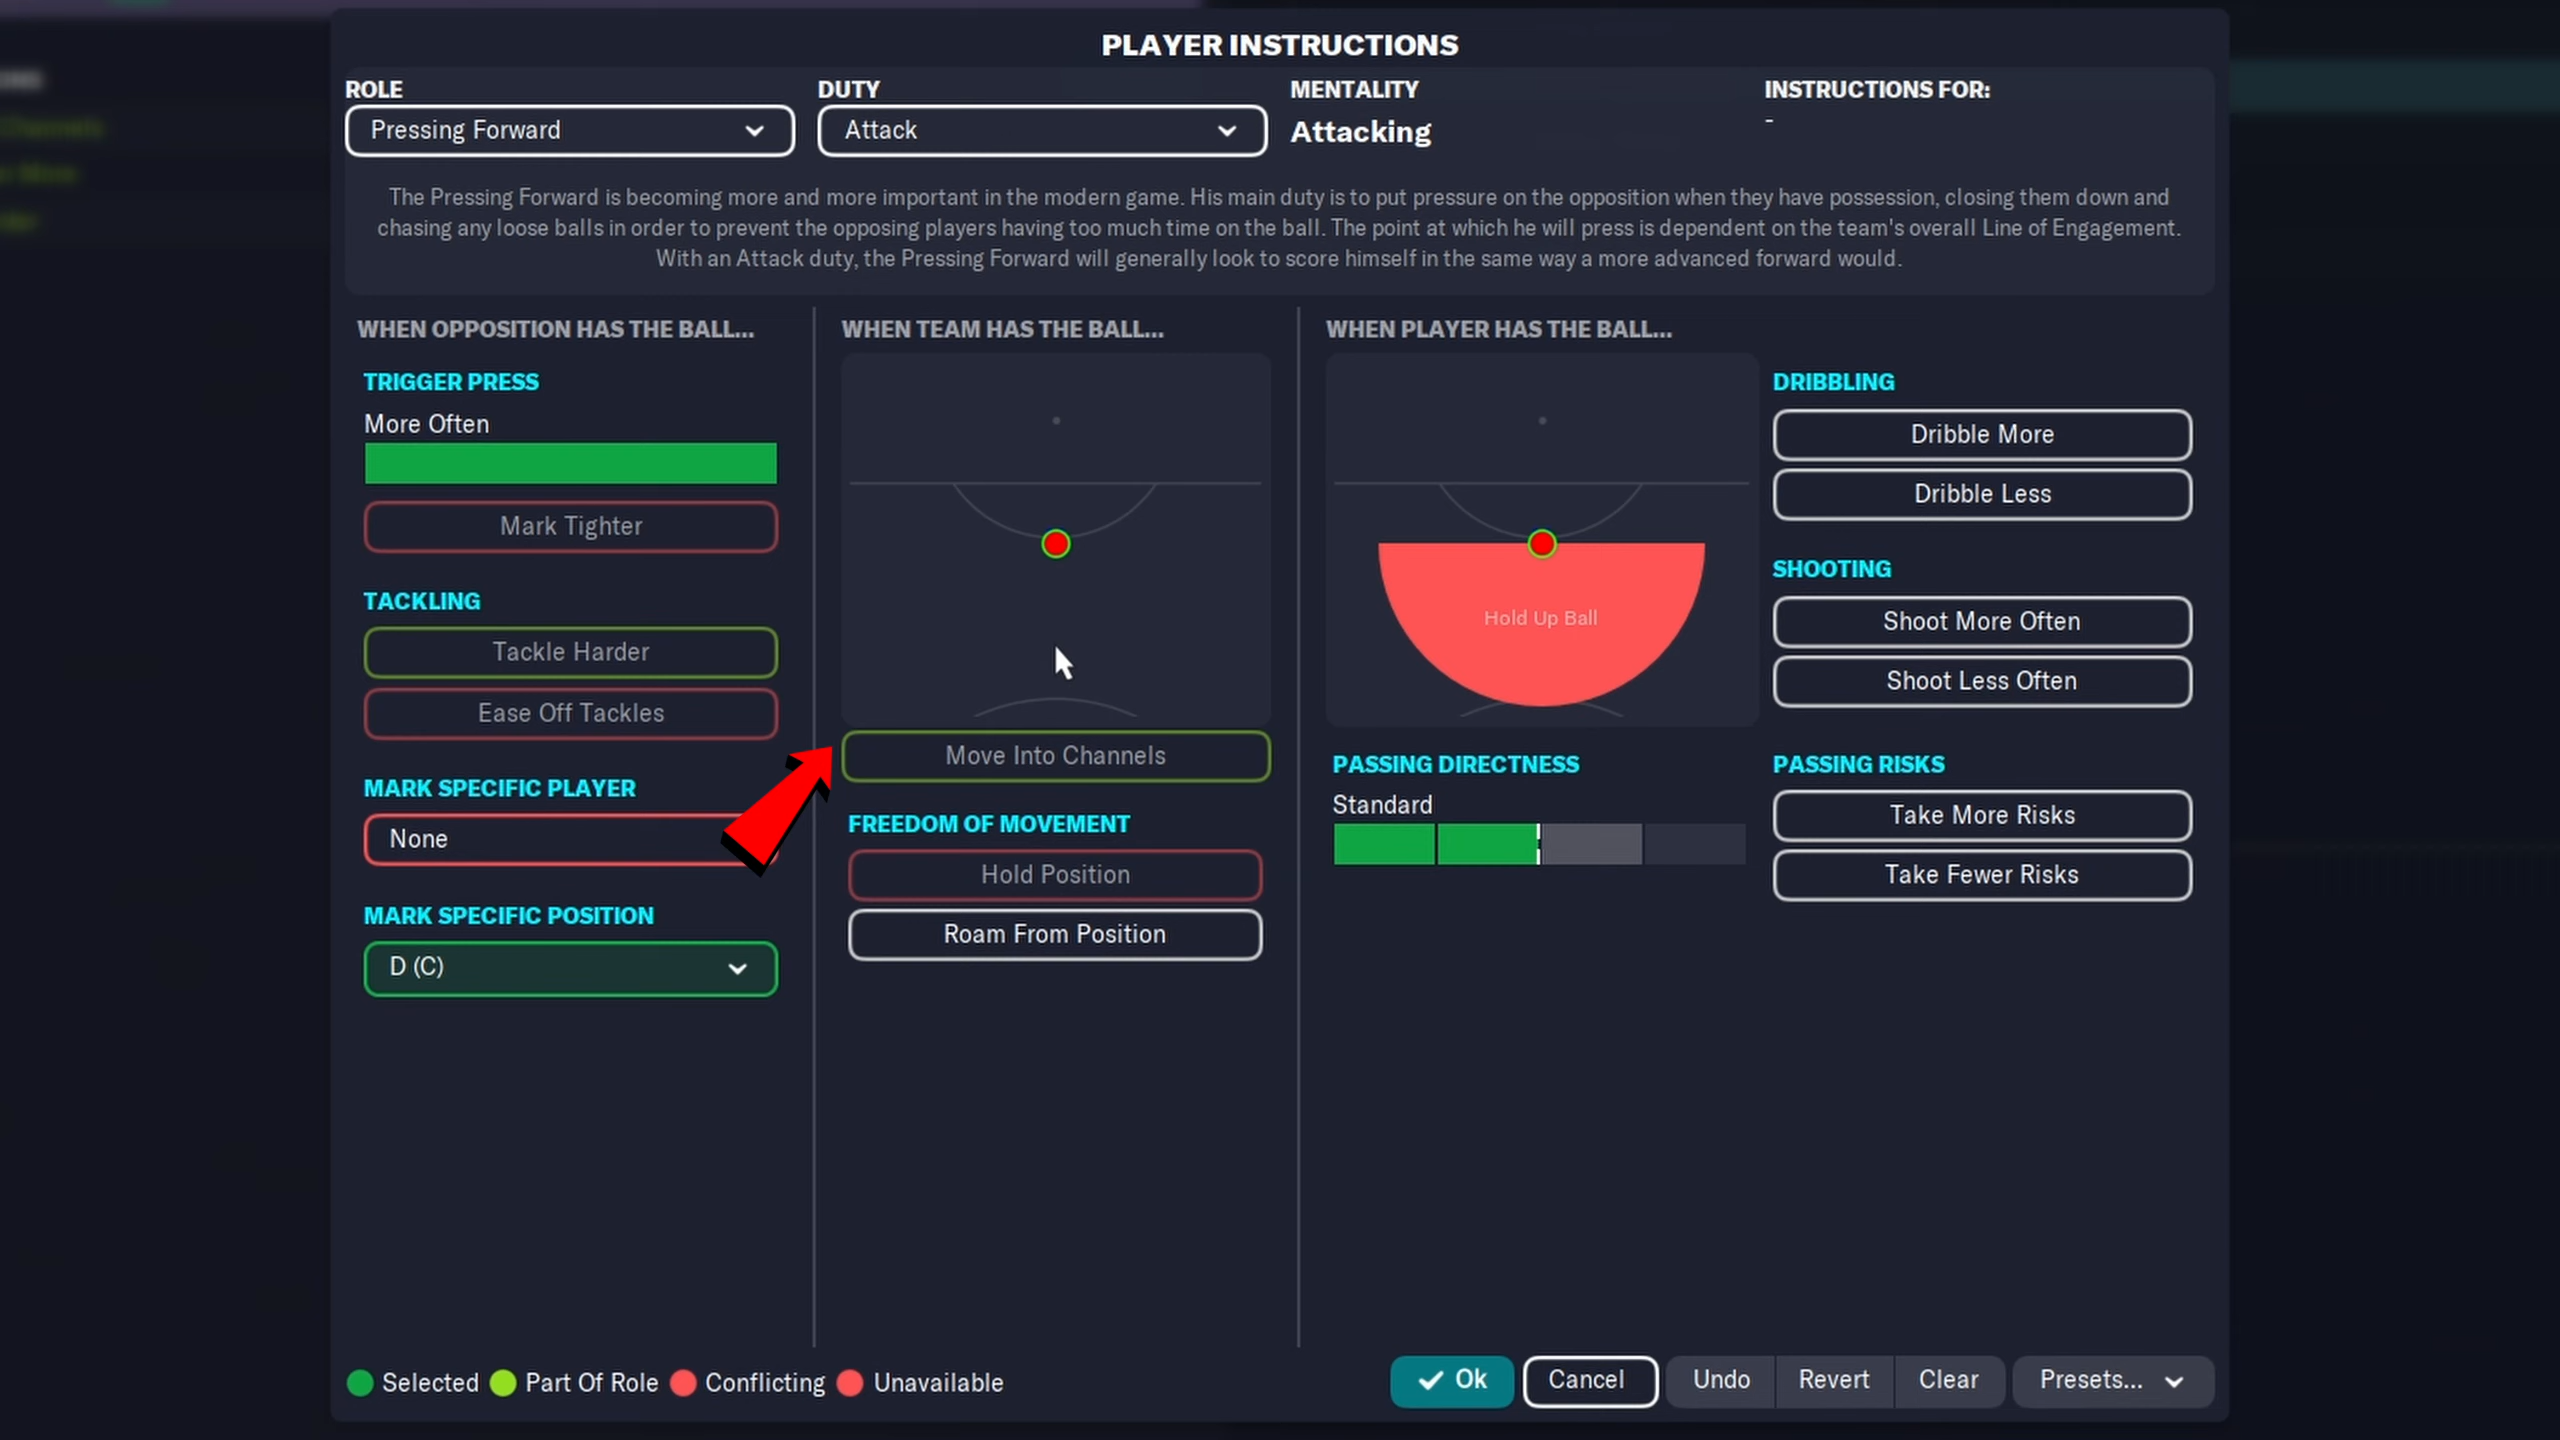 PLAYER INSTRUCTIONS
ROLE
Pressing Forward
DUTY
Attack
MENTALITY
Attacking
INSTRUCTIONS FOR:
-
The Pressing Forward is becoming more and more important in the modern game. His main duty is to put pressure on the opposition when they have possession, closing them down and
chasing any loose balls in order to prevent the opposing players having too much time on the ball. The point at which he will press is dependent on the team's overall Line of Engagement.
With an Attack duty, the Pressing Forward will generally look to score himself in the same way a more advanced forward would.
WHEN OPPOSITION HAS THE BALL...
TRIGGER PRESS
More Often
Mark Tighter
TACKLING
Tackle Harder
Ease Off Tackles
MARK SPECIFIC PLAYER
None
MARK SPECIFIC POSITION
D (C)
WHEN TEAM HAS THE BALL...
Move Into Channels
FREEDOM OF MOVEMENT
Hold Position
Roam From Position
WHEN PLAYER HAS THE BALL...
Hold Up Ball
PASSING DIRECTNESS
Standard
DRIBBLING
Dribble More
Dribble Less
SHOOTING
Shoot More Often
Shoot Less Often
PASSING RISKS
Take More Risks
Take Fewer Risks
Selected
Part Of Role
Conflicting
Unavailable
Ok
Cancel
Undo
Revert
Clear
Presets...